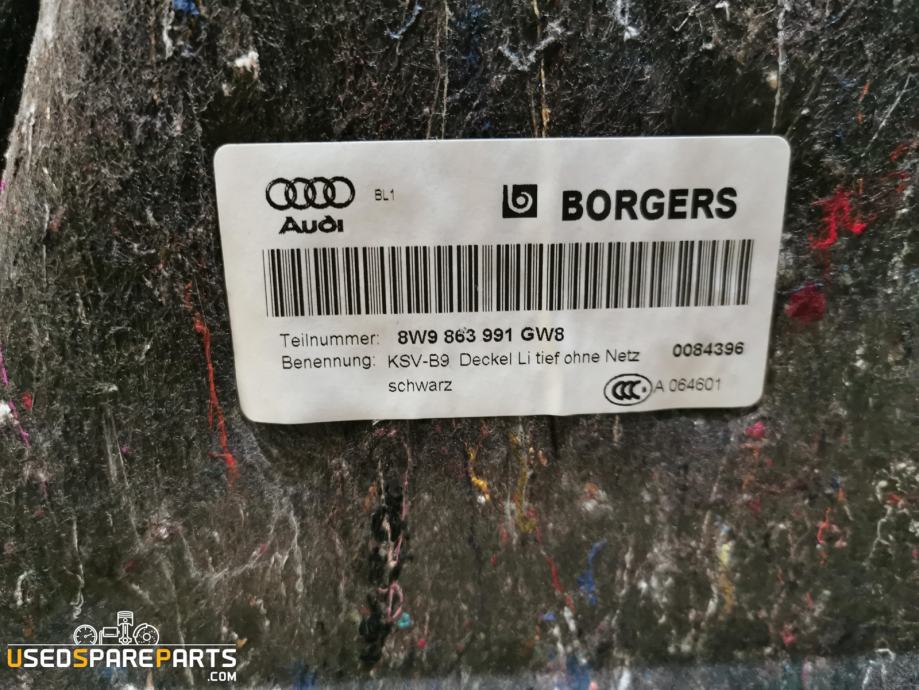 Audi
BL1
BORGERS
Teilnummer: 8W9 863 991 GW8
Benennung: KSV-B9 Deckel Li tief ohne Netz 0084396
schwarz
CCC A 064601
USEDSPAREPARTS
.COM